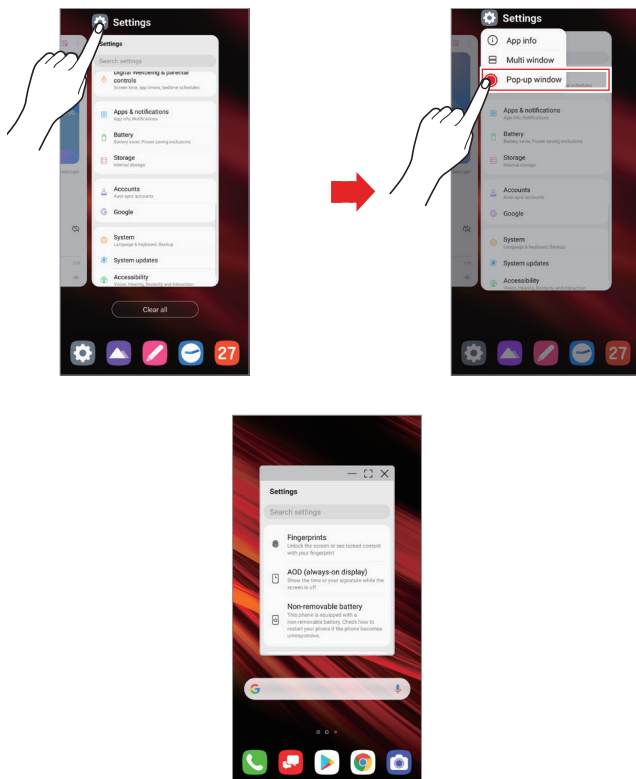 Settings
Settings
Search settings
Digital Wellbeing & parental
controls
Screen time, app timers, bedtime schedules
Apps & notifications
App info, Notifications
Battery
Battery saver, Power saving exclusions
Storage
Internal storage
Accounts
Auto-sync accounts
Google
System
Language & keyboard, Backup
System updates
Accessibility
Vision, Hearing, Dexterity and Interaction
Clear all
27
Settings
App info
Multi window
Pop-up window
schedules
Apps & notifications
App info, Notifications
Battery
Battery saver, Power saving exclusions
Storage
Internal storage
Accounts
Auto-sync accounts
Google
System
Language & keyboard, Backup
System updates
Accessibility
Vision, Hearing, Dexterity and Interaction
27
Settings
Search settings
Fingerprints
Unlock the screen or see locked content
with your fingerprint
AOD (always-on display)
Show the time or your signature while the
screen is off
Non-removable battery
This phone is equipped with a
non-removable battery. Check how to
restart your phone if the phone becomes
unresponsive.